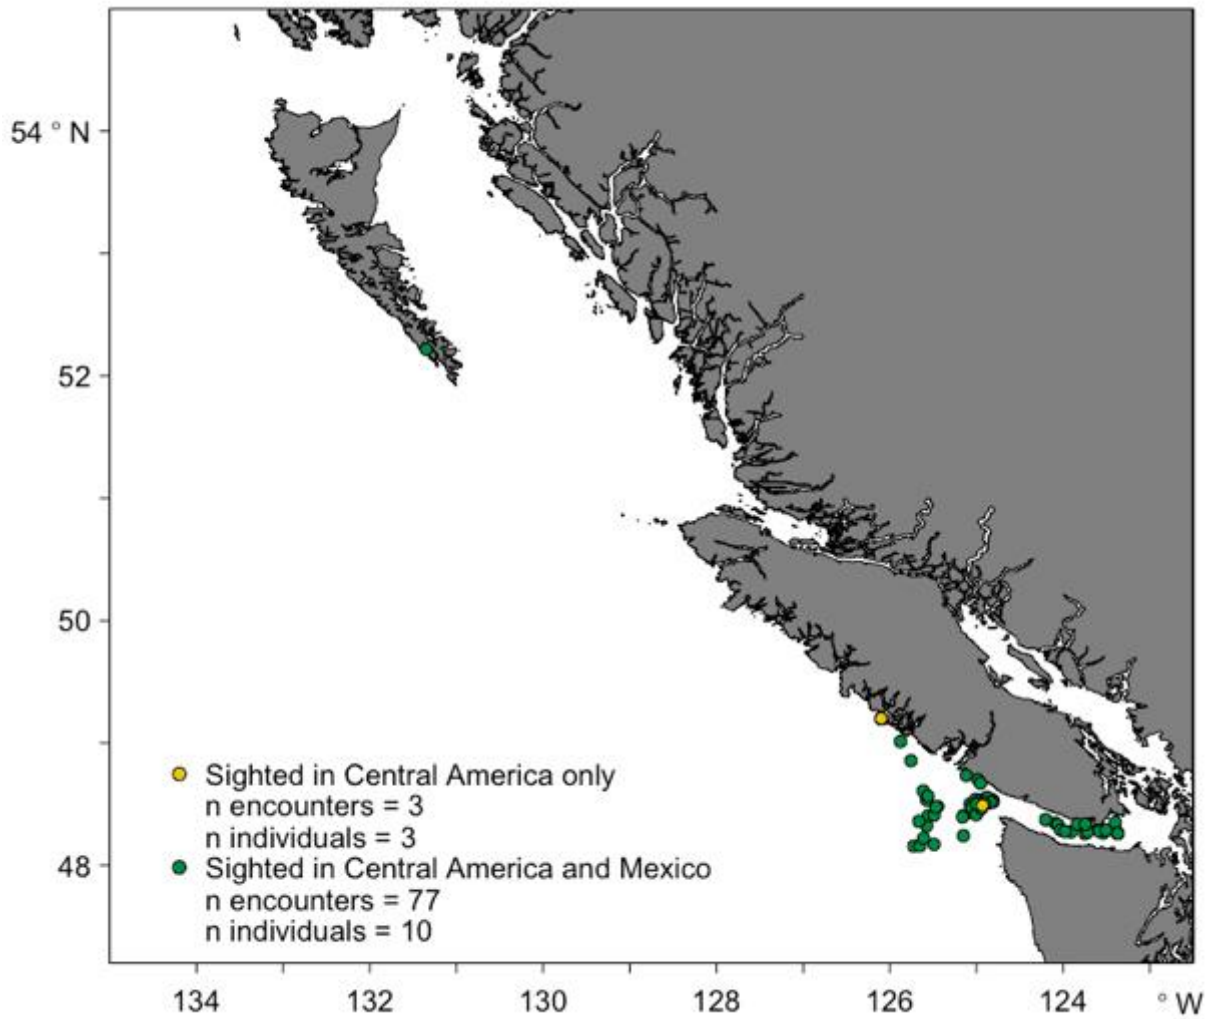 54 ° N
52
50
48
Sighted in Central America only
n encounters = 3
n individuals = 3
Sighted in Central America and Mexico
n encounters = 77
n individuals = 10
134 132 130 128 126 124 ° W